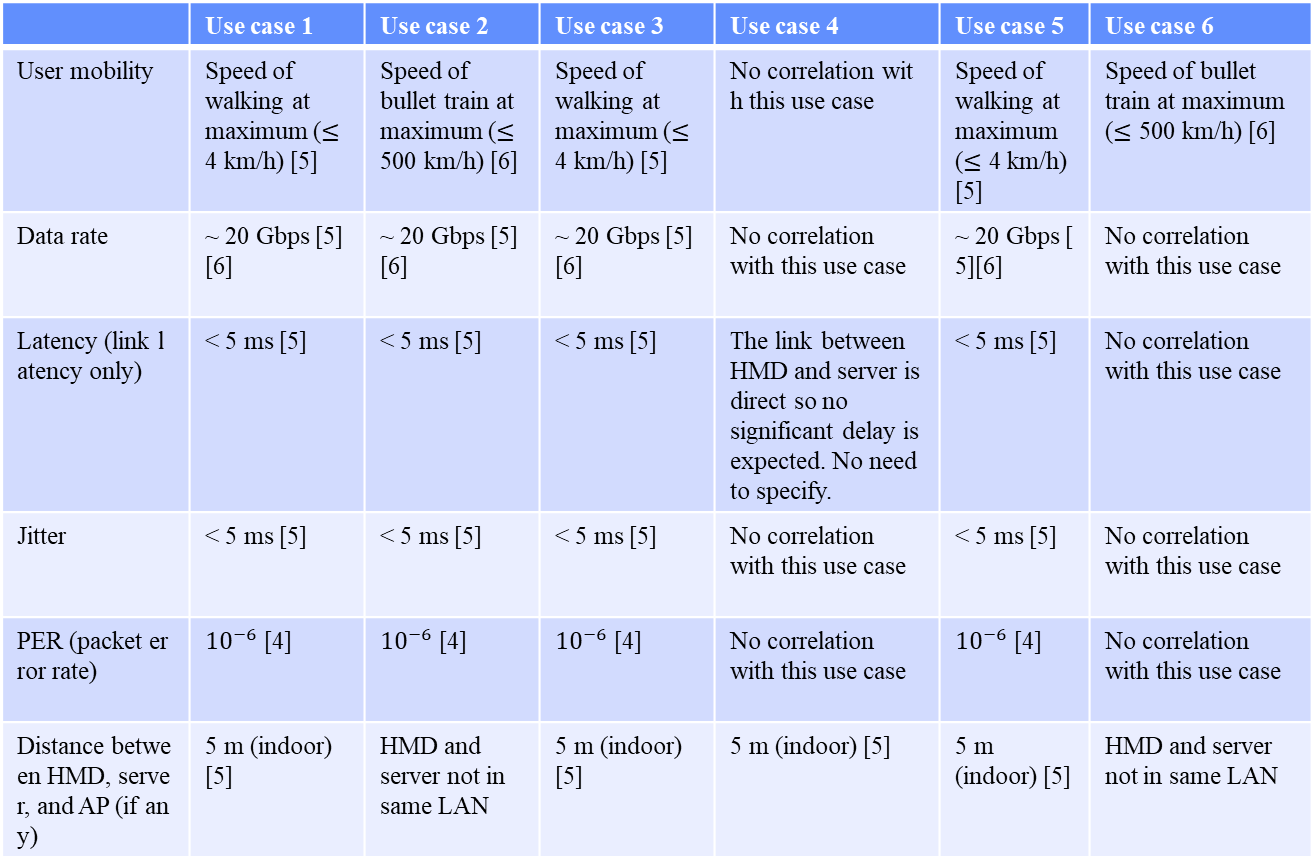 Use case 1
Use case 2
Use case 3
Use case 4
Use case 5
Use case 6
User mobility
Speed of
walking at
maximum (≤
4 km/h) [5]
Speed of
bullet train at
maximum (≤
500 km/h) [6]
Speed of
walking at
maximum (≤
4 km/h) [5]
No correlation wit
h this use case
Speed of
walking at
maximum
(≤ 4 km/h)
[5]
Speed of bullet
train at maximum
(≤ 500 km/h) [6]
Data rate
~ 20 Gbps [5]
[6]
~ 20 Gbps [5]
[6]
~ 20 Gbps [5]
[6]
No correlation
with this use case
~ 20 Gbps [
5][6]
No correlation
with this use case
Latency (link l
atency only)
< 5 ms [5]
< 5 ms [5]
< 5 ms [5]
The link between
HMD and server is
direct so no
significant delay is
expected. No need
to specify.
< 5 ms [5]
No correlation
with this use case
Jitter
< 5 ms [5]
< 5 ms [5]
< 5 ms [5]
No correlation
with this use case
< 5 ms [5]
No correlation
with this use case
PER (packet er
ror rate)
10⁻⁶ [4]
10⁻⁶ [4]
10⁻⁶ [4]
No correlation
with this use case
10⁻⁶ [4]
No correlation
with this use case
Distance betwe
en HMD, serve
r, and AP (if an
y)
5 m (indoor)
[5]
HMD and
server not in
same LAN
5 m (indoor)
[5]
5 m (indoor) [5]
5 m
(indoor) [5]
HMD and server
not in same LAN